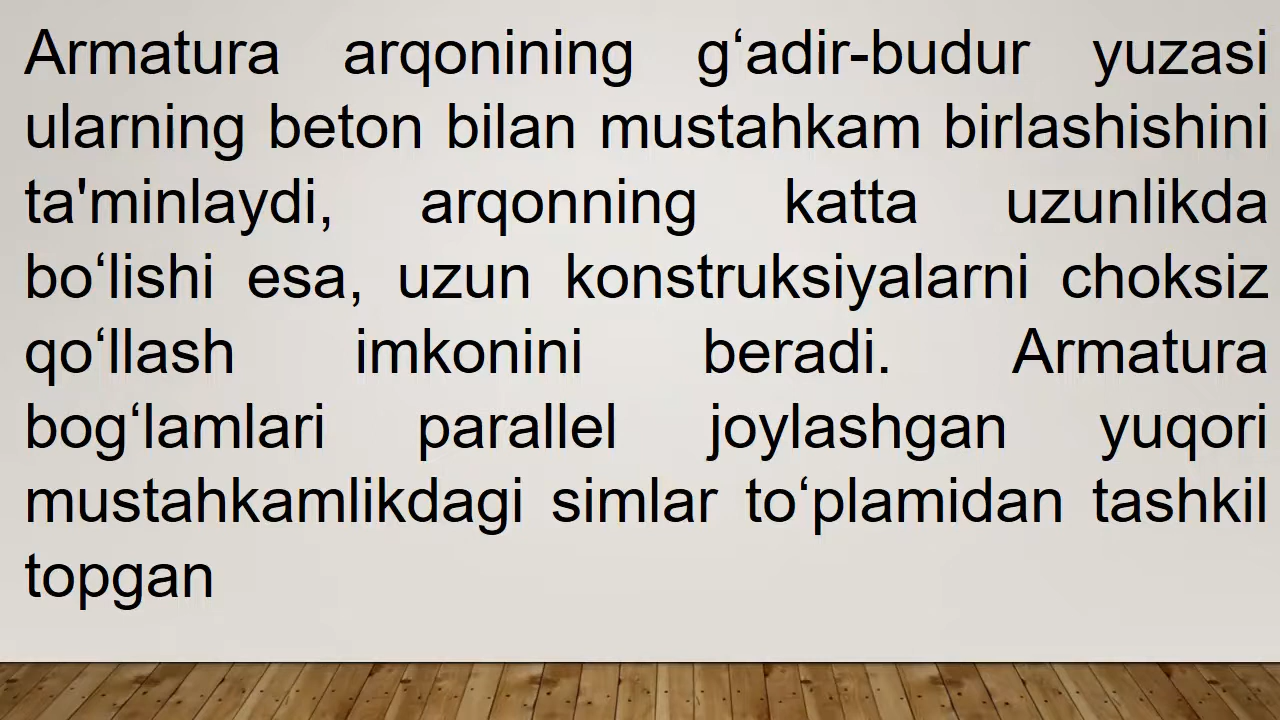 Armatura arqonining g‘adir-budur yuzasi
ularning beton bilan mustahkam birlashishini
ta'minlaydi, arqonning katta uzunlikda
bo‘lishi esa, uzun konstruksiyalarni choksiz
qo‘llash imkonini beradi. Armatura
bog‘lamlari parallel joylashgan yuqori
mustahkamlikdagi simlar to‘plamidan tashkil
topgan